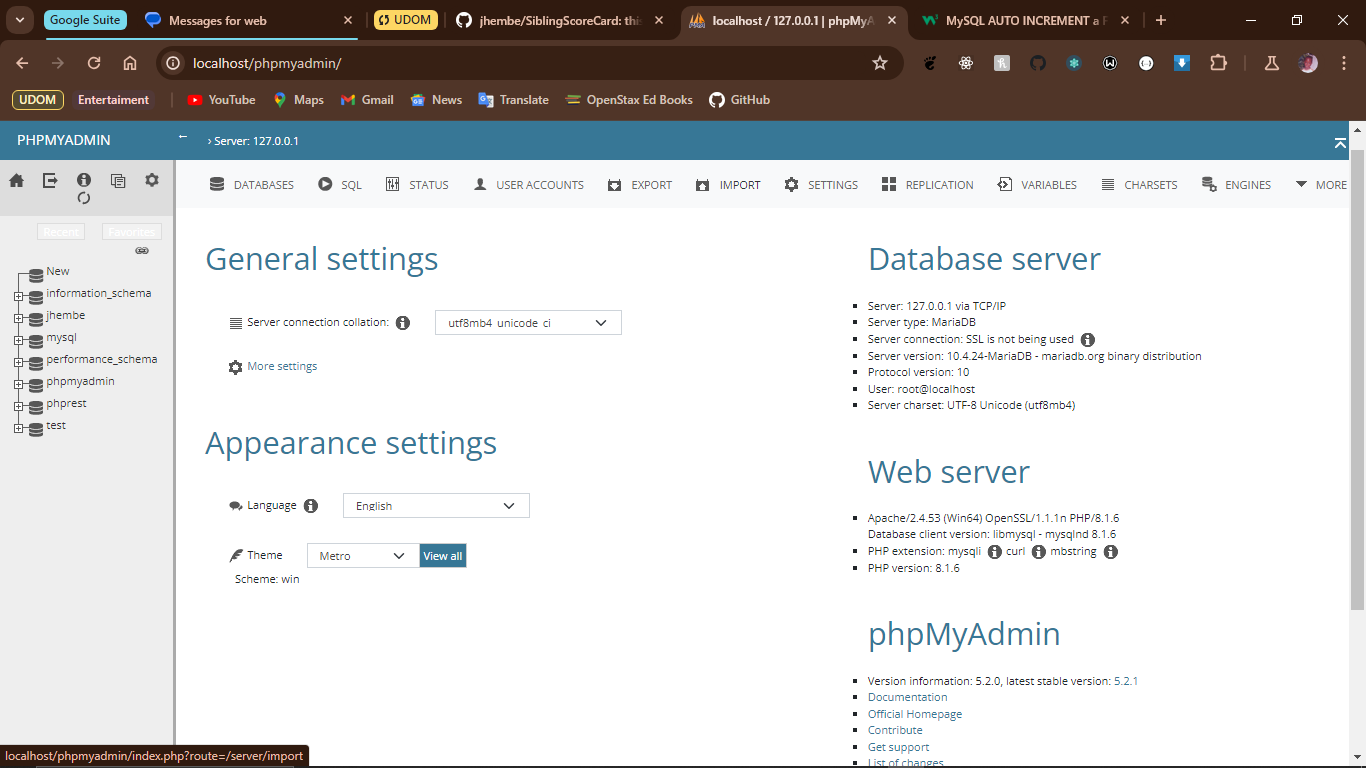 Google Suite
Messages for web
UDOM
jhembe/SiblingScoreCard: this
localhost / 127.0.0.1 | phpMyA
MySQL AUTO INCREMENT a
localhost/phpmyadmin/
UDOM
Entertaiment
YouTube
Maps
Gmail
News
Translate
OpenStax Ed Books
GitHub
PHPMYADMIN
← › Server: 127.0.0.1
DATABASES
SQL
STATUS
USER ACCOUNTS
EXPORT
IMPORT
SETTINGS
REPLICATION
VARIABLES
CHARSETS
ENGINES
MORE
Recent
Favorites
New
information_schema
jhembe
mysql
performance_schema
phpmyadmin
phprest
test
General settings
Server connection collation:
utf8mb4_unicode_ci
More settings
Appearance settings
Language
English
Theme
Metro
View all
Scheme: win
Database server
Server: 127.0.0.1 via TCP/IP
Server type: MariaDB
Server connection: SSL is not being used
Server version: 10.4.24-MariaDB - mariadb.org binary distribution
Protocol version: 10
User: root@localhost
Server charset: UTF-8 Unicode (utf8mb4)
Web server
Apache/2.4.53 (Win64) OpenSSL/1.1.1n PHP/8.1.6
Database client version: libmysql - mysqlnd 8.1.6
PHP extension: mysqli curl mbstring
PHP version: 8.1.6
phpMyAdmin
Version information: 5.2.0, latest stable version: 5.2.1
Documentation
Official Homepage
Contribute
Get support
List of changes
localhost/phpmyadmin/index.php?route=/server/import